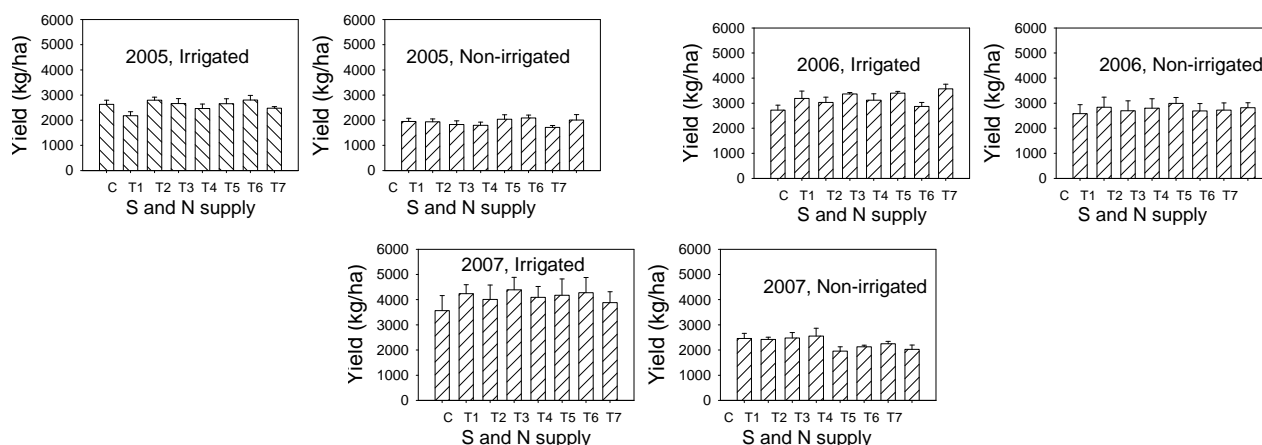 6000
5000
4000
3000
2000
1000
0
Yield (kg/ha)
2005, Irrigated
C T1 T2 T3 T4 T5 T6 T7
S and N supply
6000
5000
4000
3000
2000
1000
0
Yield (kg/ha)
2005, Non-irrigated
C T1 T2 T3 T4 T5 T6 T7
S and N supply
6000
5000
4000
3000
2000
1000
0
Yield (kg/ha)
2006, Irrigated
C T1 T2 T3 T4 T5 T6 T7
S and N supply
6000
5000
4000
3000
2000
1000
0
Yield (kg/ha)
2006, Non-irrigated
C T1 T2 T3 T4 T5 T6 T7
S and N supply
6000
5000
4000
3000
2000
1000
0
Yield (kg/ha)
2007, Irrigated
C T1 T2 T3 T4 T5 T6 T7
S and N supply
6000
5000
4000
3000
2000
1000
0
Yield (kg/ha)
2007, Non-irrigated
C T1 T2 T3 T4 T5 T6 T7
S and N supply